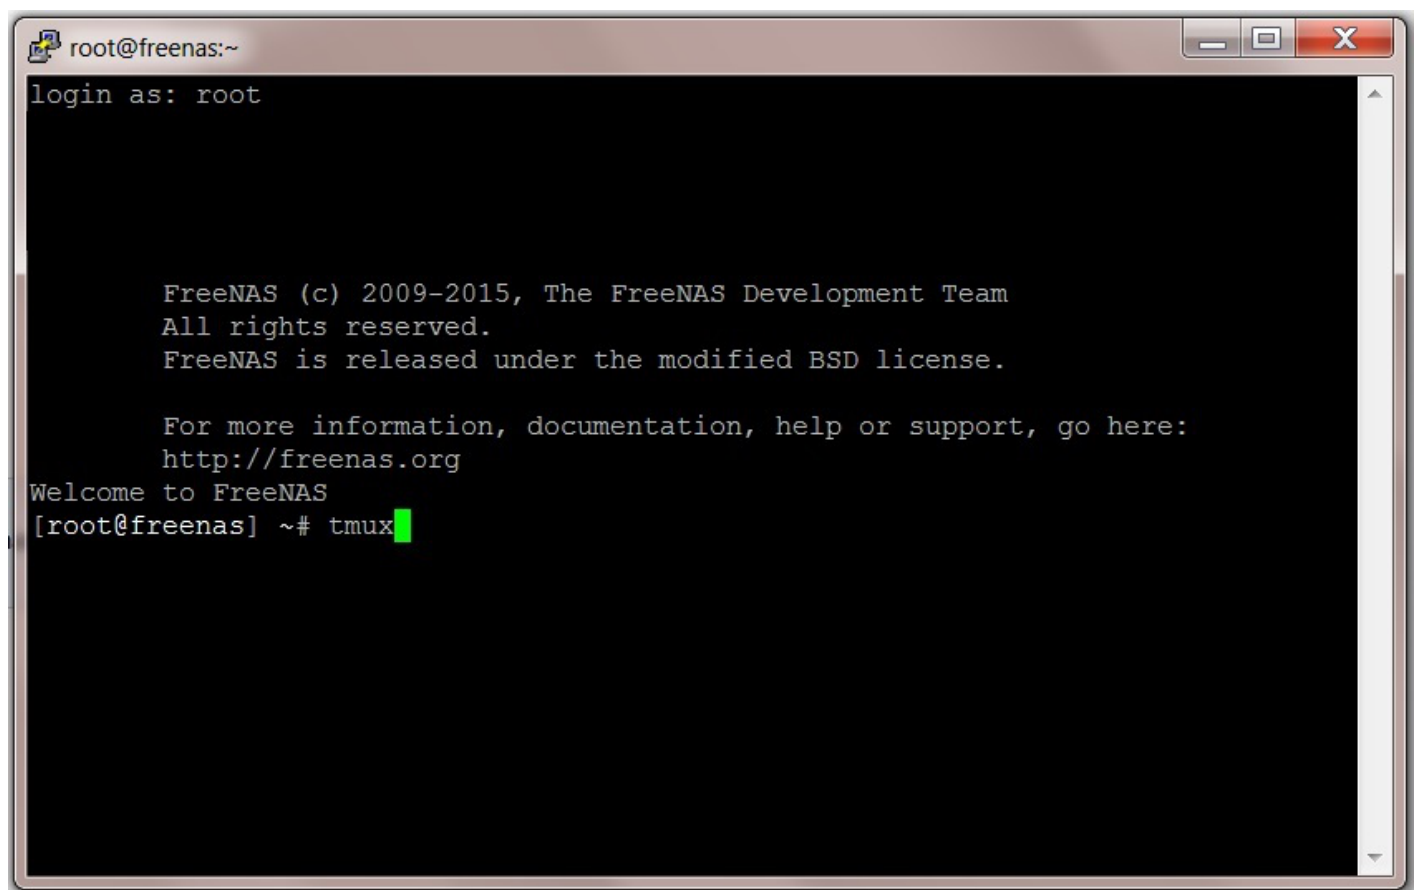 root@freenas:~
login as: root
FreeNAS (c) 2009-2015, The FreeNAS Development Team
All rights reserved.
FreeNAS is released under the modified BSD license.
For more information, documentation, help or support, go here:
http://freenas.org
Welcome to FreeNAS
[root@freenas] ~# tmux